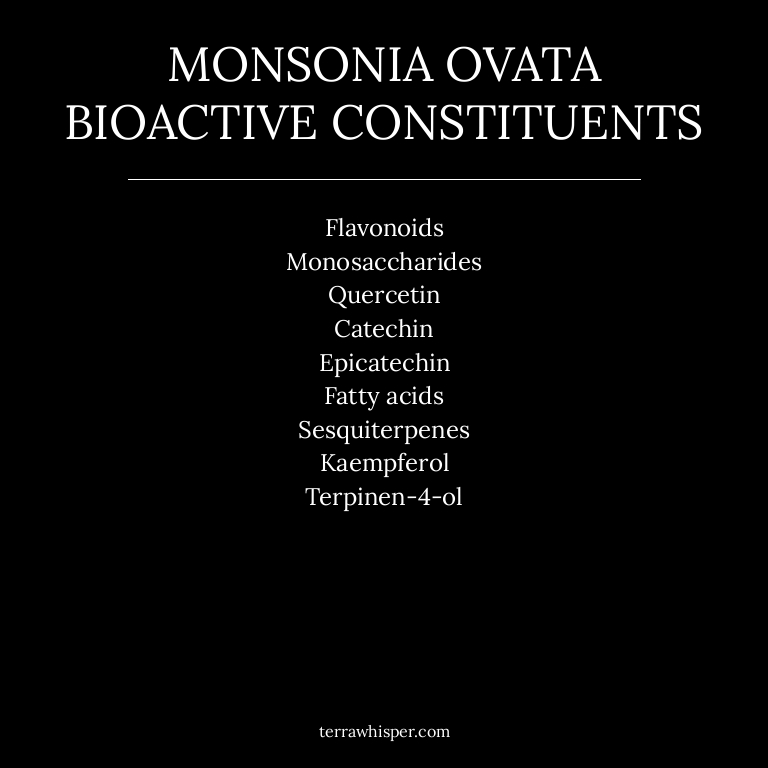 MONSONIA OVATA
BIOACTIVE CONSTITUENTS
Flavonoids
Monosaccharides
Quercetin
Catechin
Epicatechin
Fatty acids
Sesquiterpenes
Kaempferol
Terpinen-4-ol
terrawhisper.com